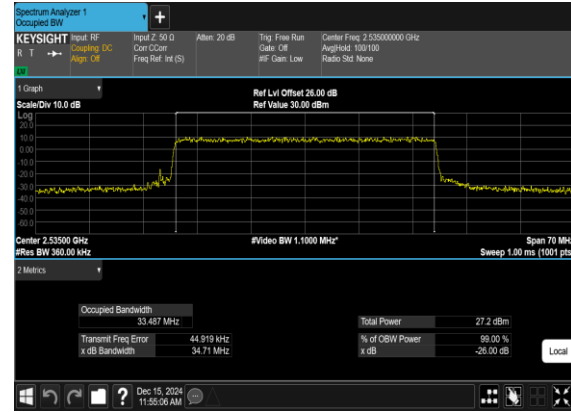 Spectrum Analyzer 1
Occupied BW
+
KEYSIGHT Input: RF Input Z: 50 Ω Atten: 20 dB Trig: Free Run Center Freq: 2.535000000 GHz
R T Coupling: DC Corr CCorr Gate: Off Avg|Hold: 100/100
Align: Off Freq Ref: Int (S) #IF Gain: Low Radio Std: None
1 Graph Ref Lvl Offset 26.00 dB
Scale/Div 10.0 dB Ref Value 30.00 dBm
Log
20.0
10.0
0.00
-10.0
-20.0
-30.0
-40.0
-50.0
-60.0
Center 2.53500 GHz #Video BW 1.1000 MHz* Span 70 MHz
#Res BW 360.00 kHz Sweep 1.00 ms (1001 pts)
2 Metrics
Occupied Bandwidth
33.487 MHz Total Power 27.2 dBm
Transmit Freq Error 44.919 kHz % of OBW Power 99.00 %
x dB Bandwidth 34.71 MHz x dB -26.00 dB
Local
? Dec 15, 2024
11:55:06 AM